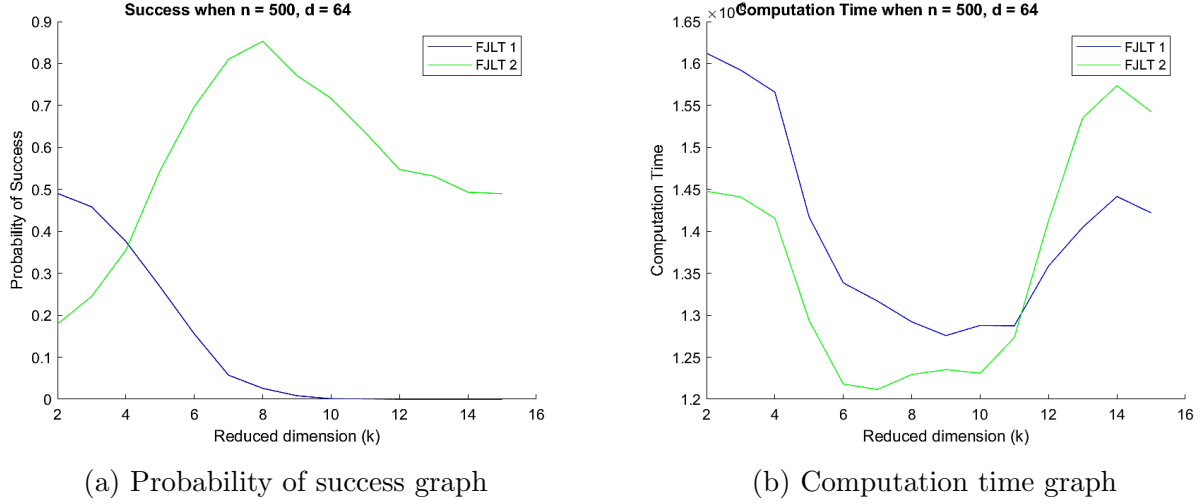 Success when n = 500, d = 64
0.9
0.8
0.7
0.6
0.5
0.4
0.3
0.2
0.1
0
Probability of Success
FJLT 1
FJLT 2
2 4 6 8 10 12 14 16
Reduced dimension (k)
(a) Probability of success graph
Computation Time when n = 500, d = 64
1.65
1.6
1.55
1.5
1.45
1.4
1.35
1.3
1.25
1.2
Computation Time
FJLT 1
FJLT 2
2 4 6 8 10 12 14 16
Reduced dimension (k)
(b) Computation time graph